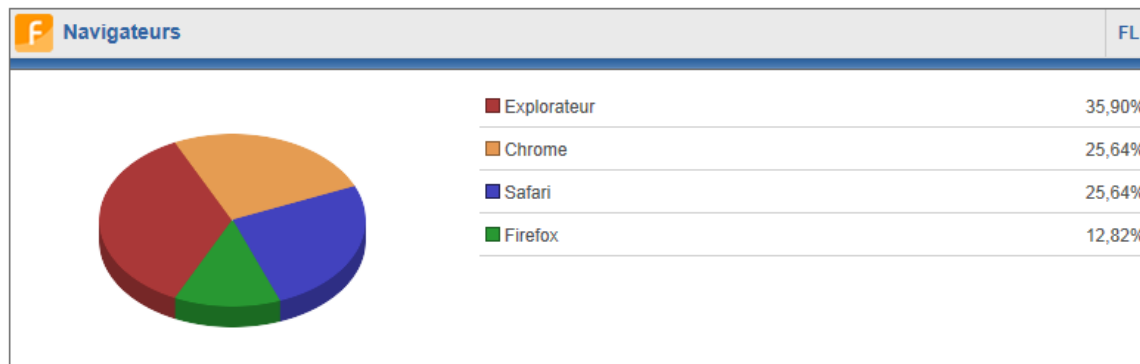 Navigateurs FL
Explorateur 35,90%
Chrome 25,64%
Safari 25,64%
Firefox 12,82%